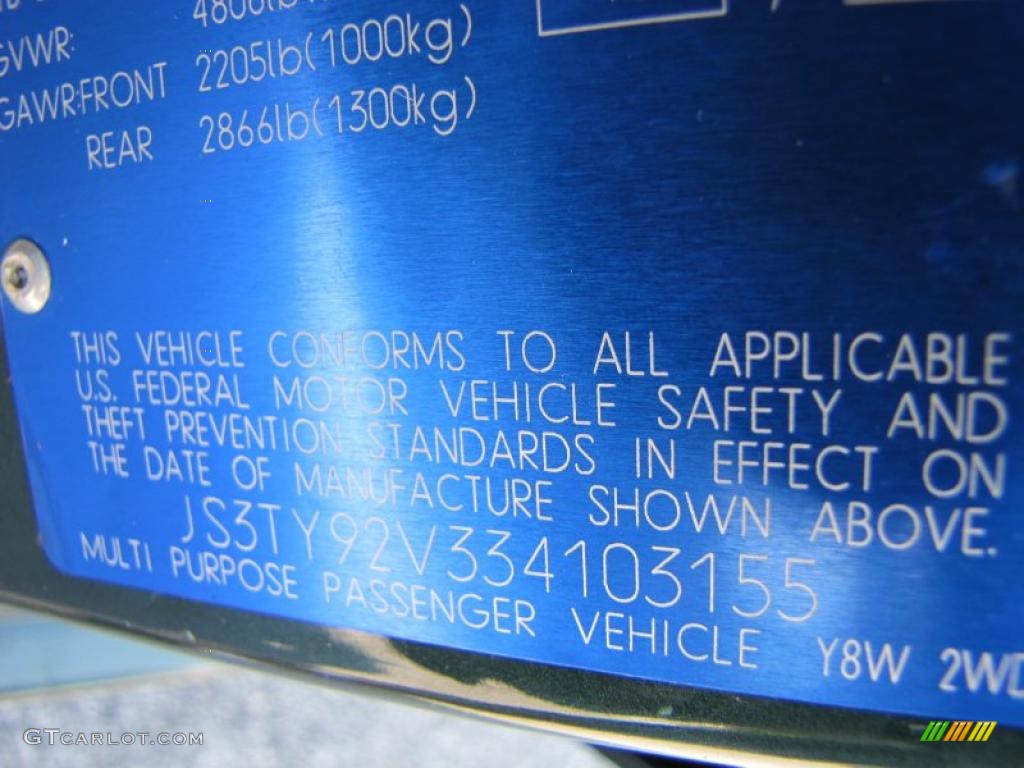 GVWR:
GAWR:FRONT 2205lb(1000kg)
REAR 2866lb(1300kg)
THIS VEHICLE CONFORMS TO ALL APPLICABLE
U.S. FEDERAL MOTOR VEHICLE SAFETY AND
THEFT PREVENTION STANDARDS IN EFFECT ON
THE DATE OF MANUFACTURE SHOWN ABOVE.
JS3TY92V334103155
MULTI PURPOSE PASSENGER VEHICLE Y8W 2WD
GTCARLOT.COM